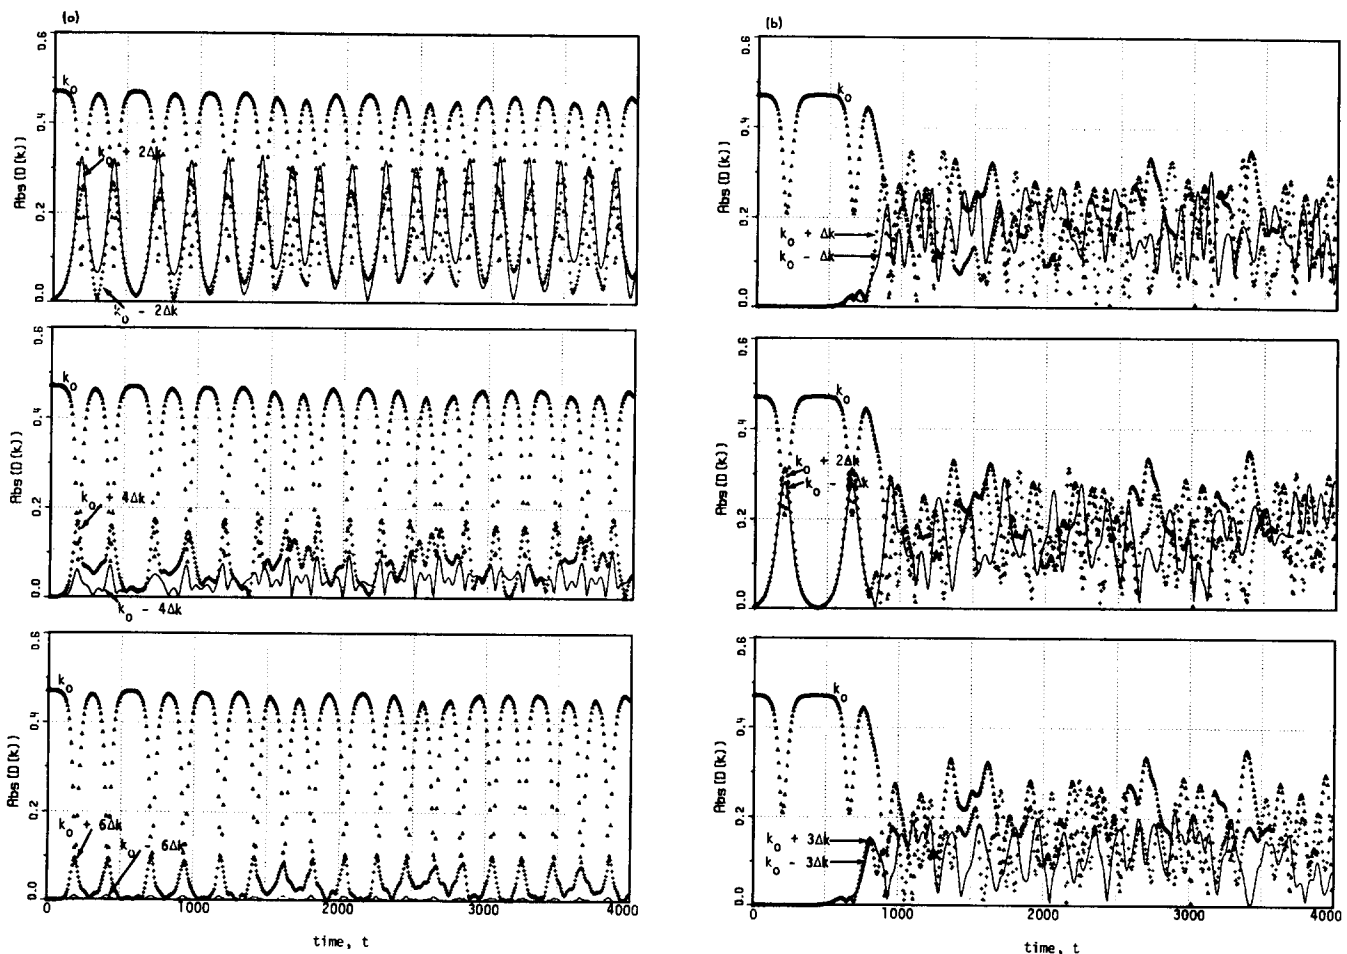 (a)
0.6
0.4
0.2
0.0
Abs(D(k))
k₀
k₀ + 2Δk
k₀ - 2Δk
0.6
0.4
0.2
0.0
Abs(D(k))
k₀
k₀ + 4Δk
k₀ - 4Δk
0.6
0.4
0.2
0.0
Abs(D(k))
k₀
k₀ + 6Δk
k₀ - 6Δk
0 1000 2000 3000 4000
time, t
(b)
0.6
0.4
0.2
0.0
Abs(D(k))
k₀
k₀ + Δk
k₀ - Δk
0.6
0.4
0.2
0.0
Abs(D(k))
k₀
k₀ + 2Δk
k₀ - Δk
0.6
0.4
0.2
0.0
Abs(D(k))
k₀
k₀ + 3Δk
k₀ - 3Δk
0 1000 2000 3000 4000
time, t